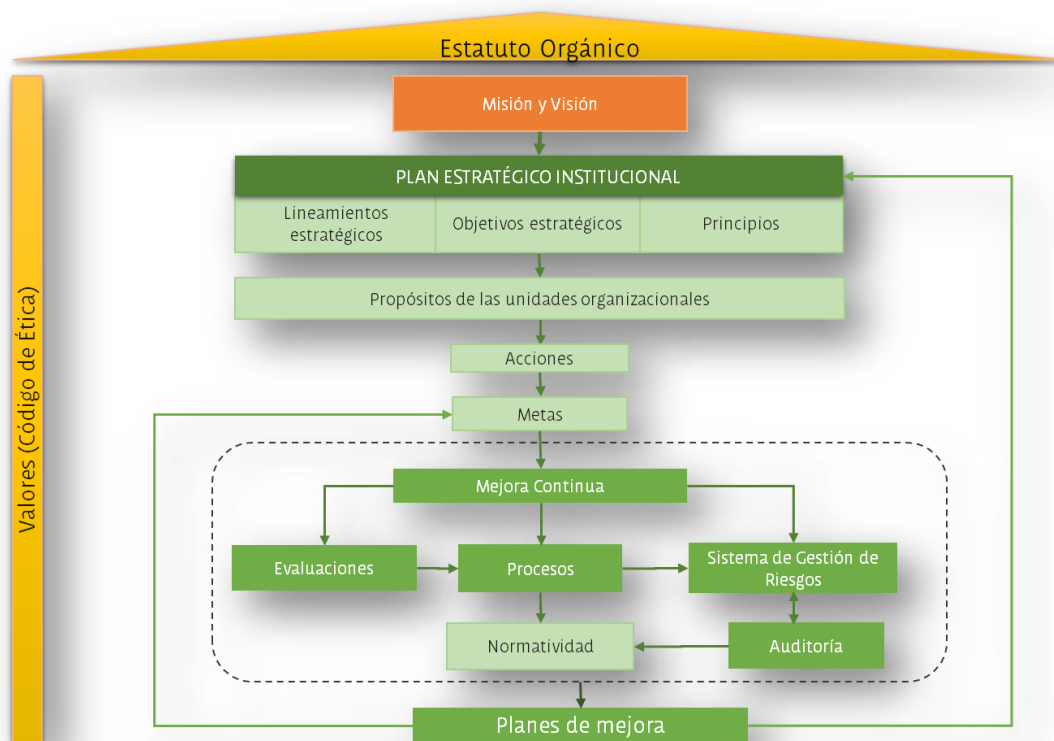 Estatuto Orgánico
Valores (Código de Ética)
Misión y Visión
PLAN ESTRATÉGICO INSTITUCIONAL
Lineamientos
estratégicos
Objetivos estratégicos
Principios
Propósitos de las unidades organizacionales
Acciones
Metas
Mejora Continua
Evaluaciones
Procesos
Sistema de Gestión de
Riesgos
Normatividad
Auditoría
Planes de mejora